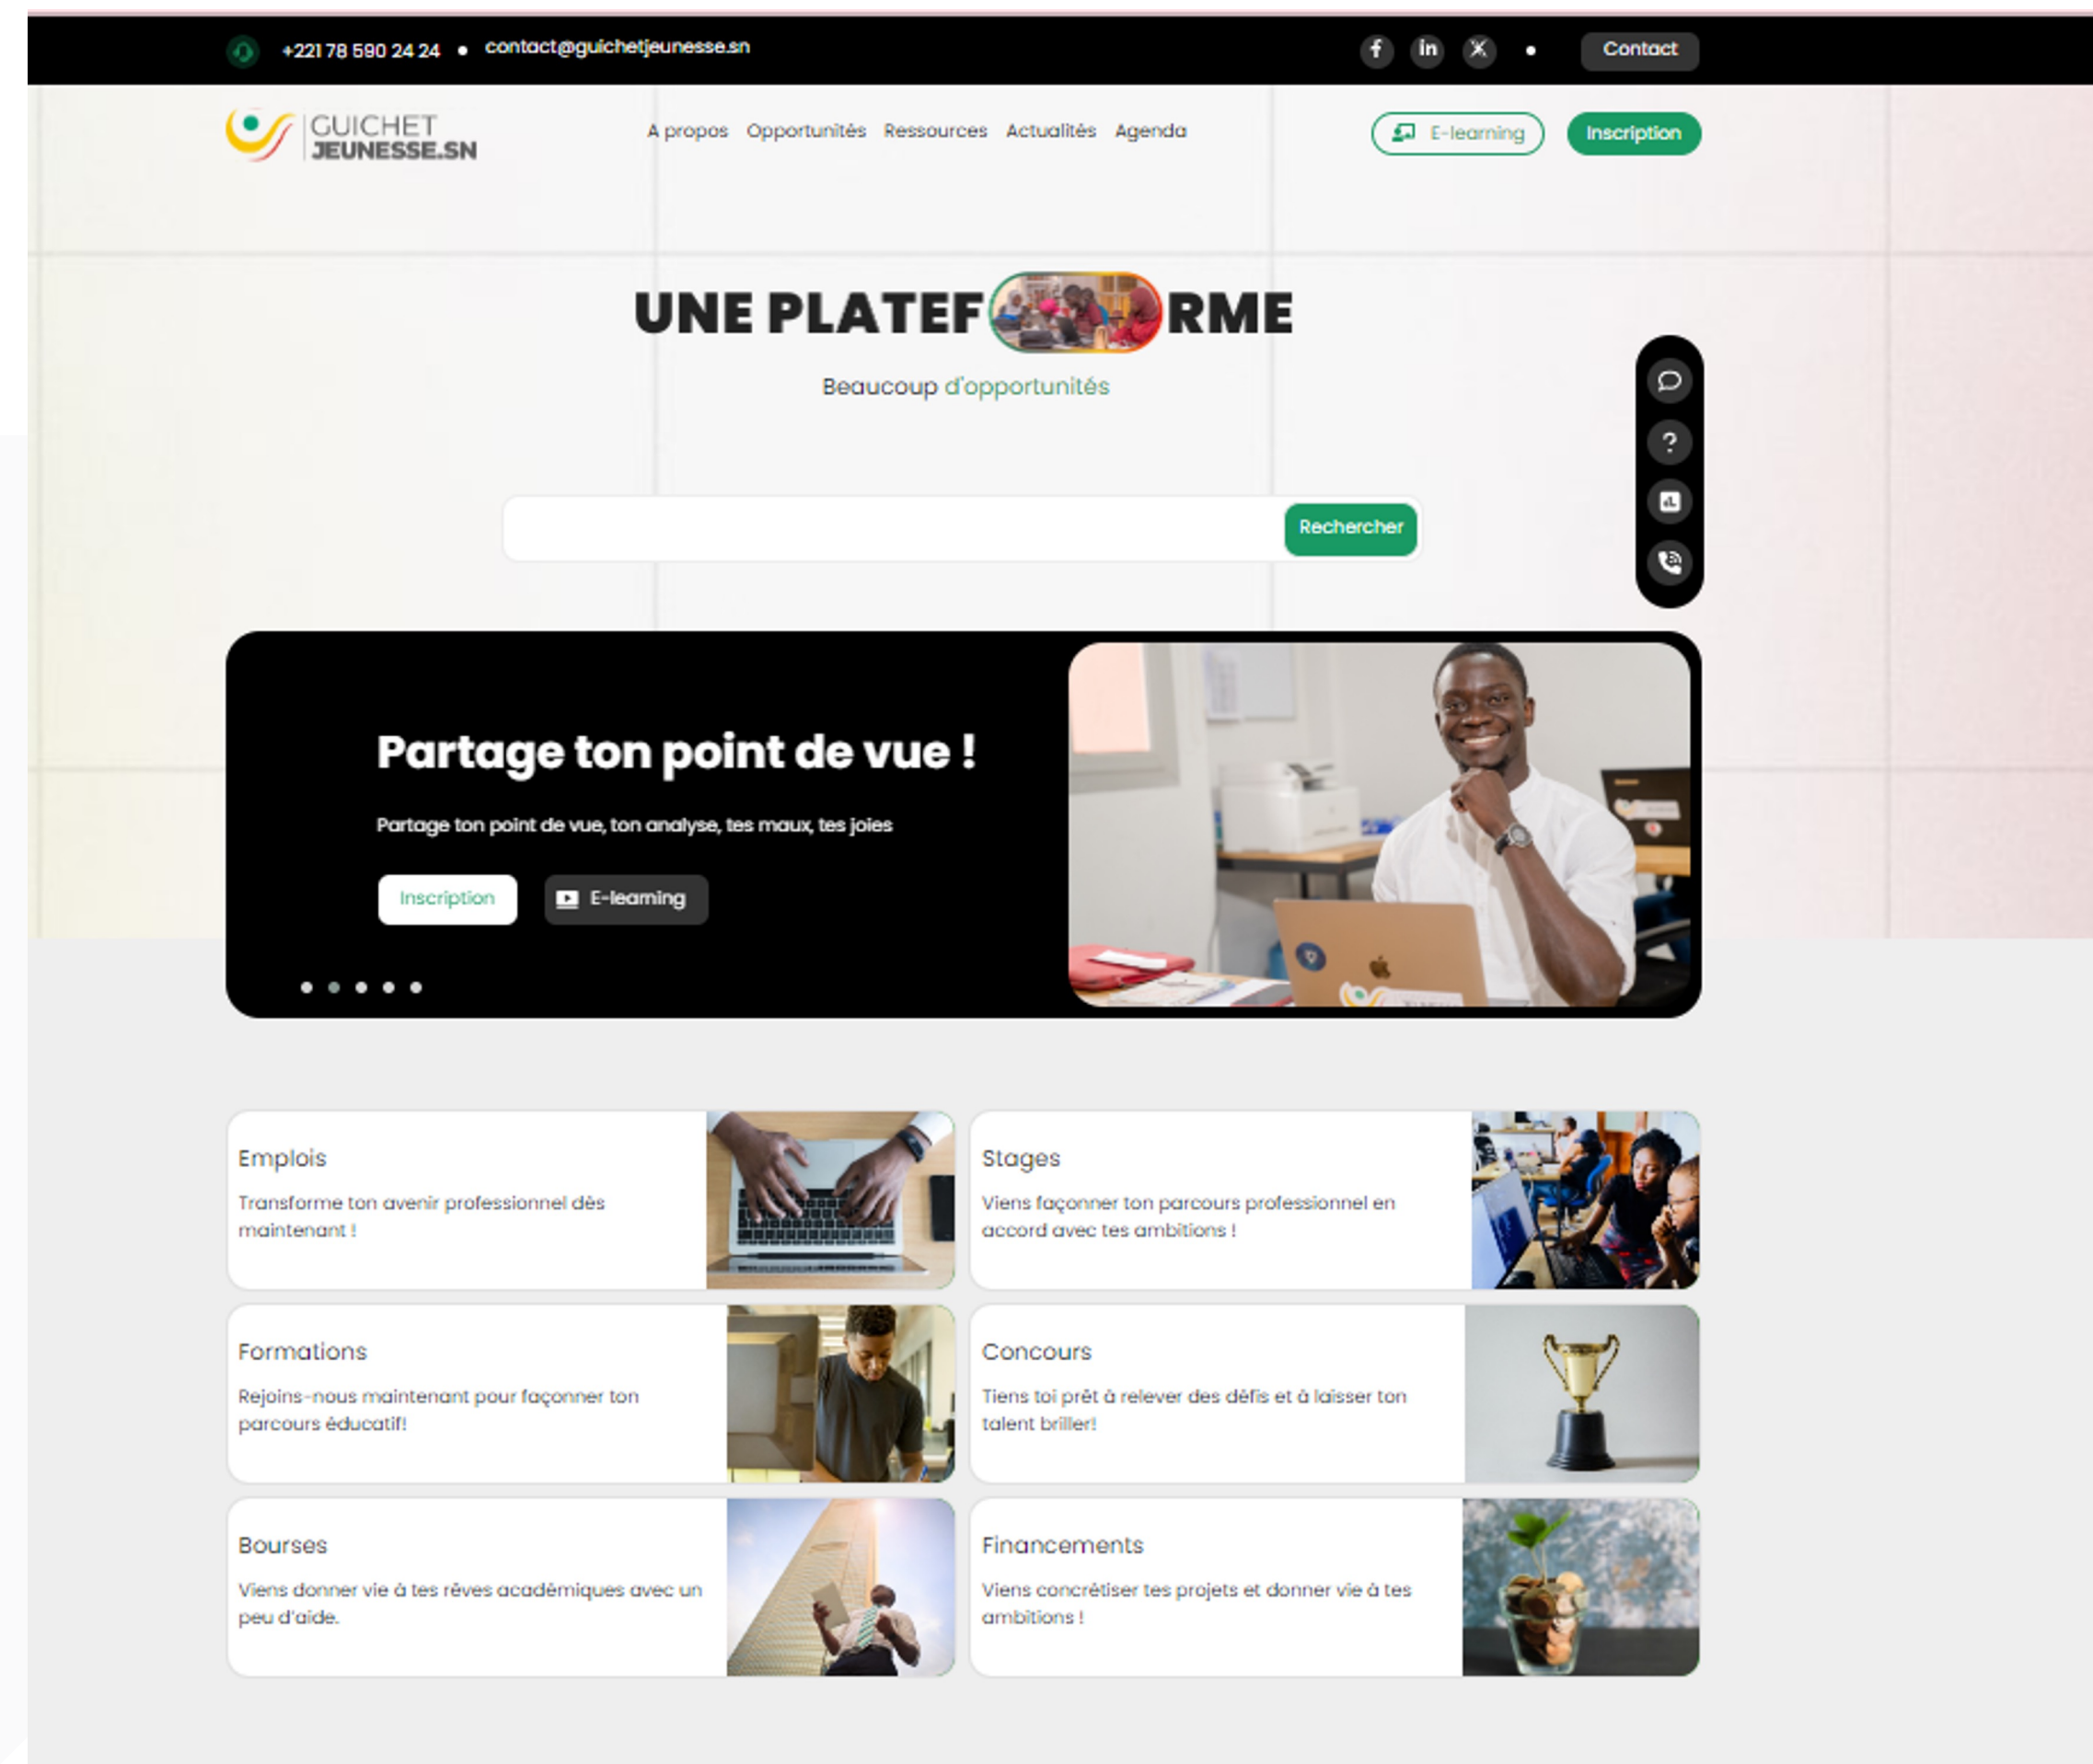 +221 78 590 24 24 • contact@guichetjeunesse.sn
Contact
GUICHET
JEUNESSE.SN
A propos Opportunités Ressources Actualités Agenda
E-learning
Inscription
UNE PLATEF RME
Beaucoup d'opportunités
Rechercher
Partage ton point de vue !
Partage ton point de vue, ton analyse, tes maux, tes joies
Inscription
E-learning
Emplois
Transforme ton avenir professionnel dès
maintenant !
Stages
Viens façonner ton parcours professionnel en
accord avec tes ambitions !
Formations
Rejoins-nous maintenant pour façonner ton
parcours éducatif!
Concours
Tiens toi prêt à relever des défis et à laisser ton
talent briller!
Bourses
Viens donner vie à tes rêves académiques avec un
peu d'aide.
Financements
Viens concrétiser tes projets et donner vie à tes
ambitions !